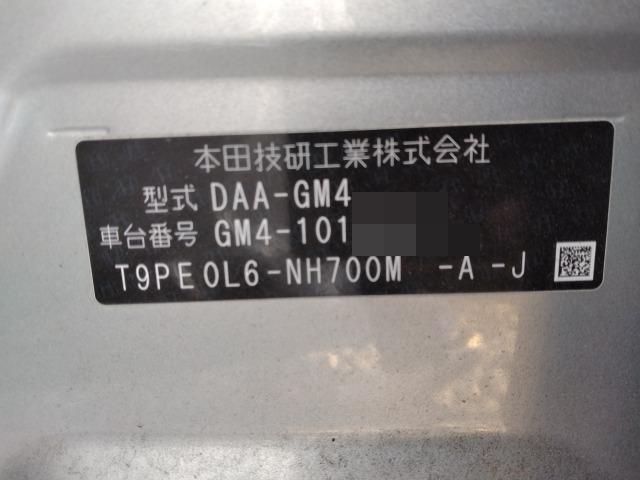 本田技研工業株式会社
型式 DAA-GM4
車台番号 GM4-101
T9PE0L6-NH700M -A -J